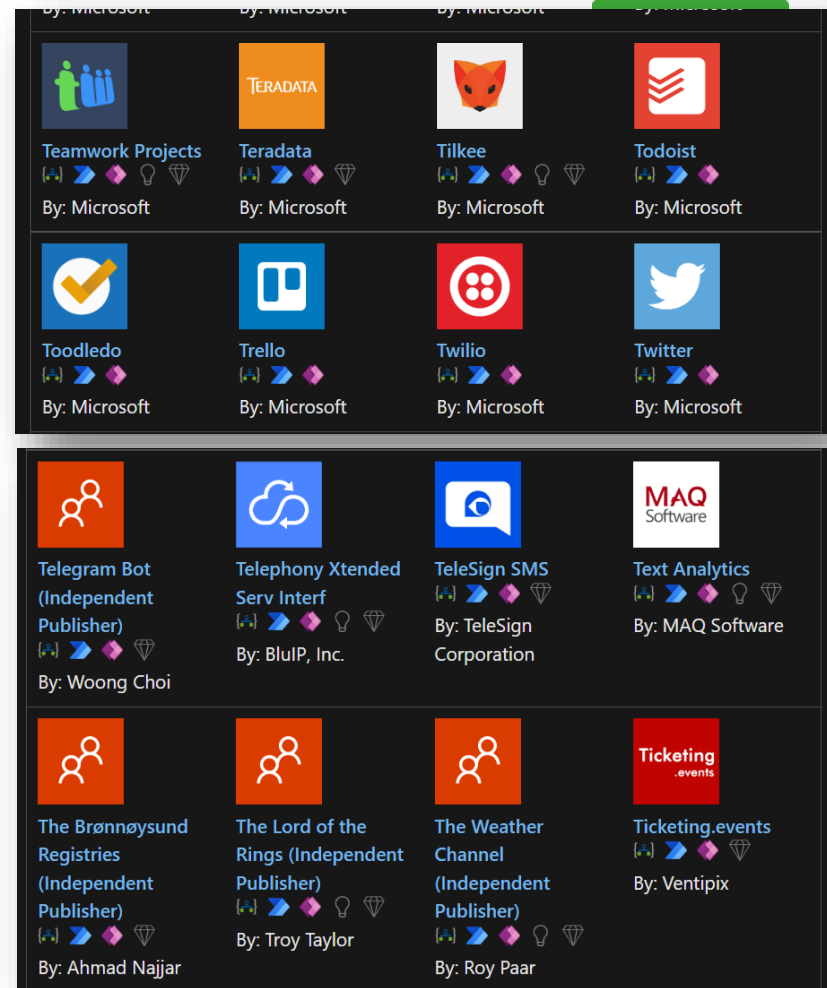 By: Microsoft By: Microsoft By: Microsoft By: Microsoft
TERADATA
Teamwork Projects Teradata Tilkee Todoist
By: Microsoft By: Microsoft By: Microsoft By: Microsoft
Toodledo Trello Twilio Twitter
By: Microsoft By: Microsoft By: Microsoft By: Microsoft
MAQ
Software
Telegram Bot
(Independent
Publisher)
By: Woong Choi
Telephony Xtended
Serv Interf
By: BluIP, Inc.
TeleSign SMS
By: TeleSign
Corporation
Text Analytics
By: MAQ Software
Ticketing
.events
The Brønnøysund
Registries
(Independent
Publisher)
By: Ahmad Najjar
The Lord of the
Rings (Independent
Publisher)
By: Troy Taylor
The Weather
Channel
(Independent
Publisher)
By: Roy Paar
Ticketing.events
By: Ventipix